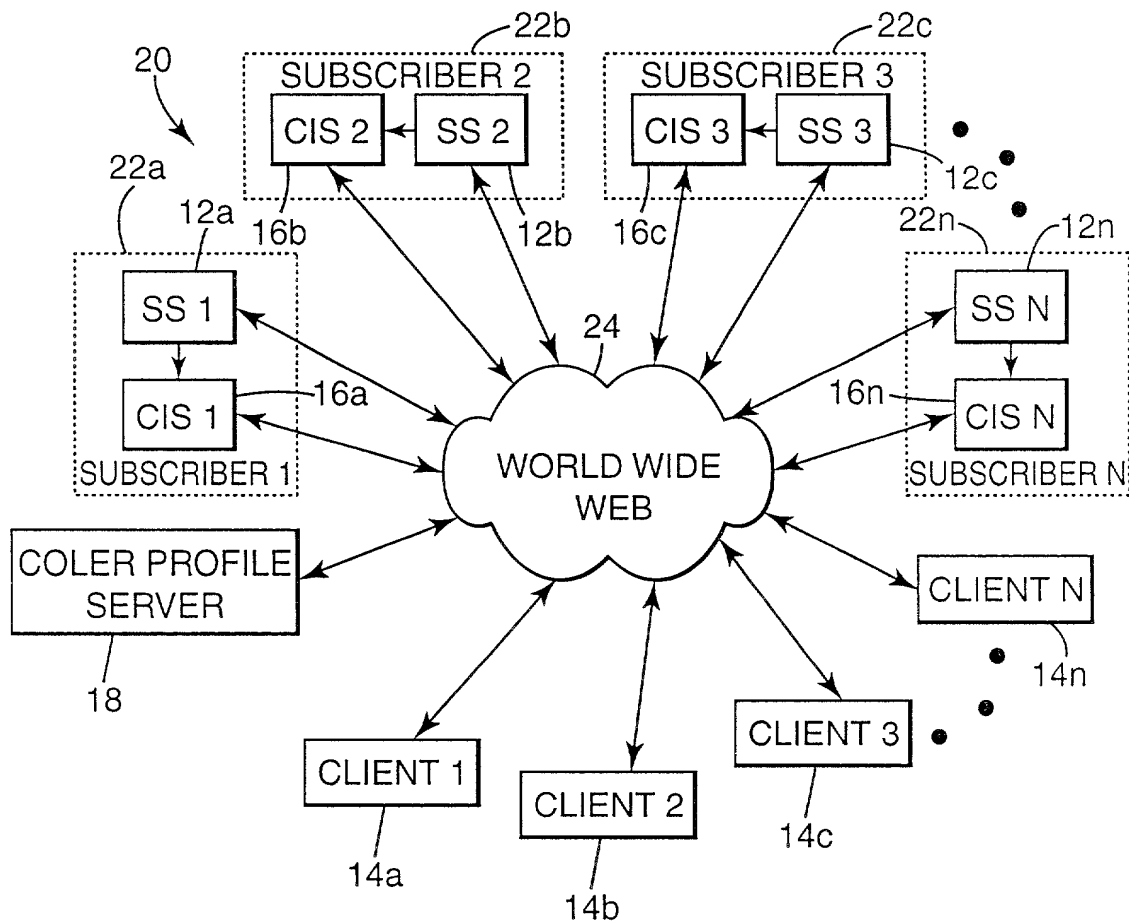 22b
22c
20
SUBSCRIBER 2
SUBSCRIBER 3
CIS 2
SS 2
CIS 3
SS 3
22a
12a
16b
12b
16c
12c
22n
12n
SS 1
SS N
24
16a
16n
CIS 1
CIS N
SUBSCRIBER 1
SUBSCRIBER N
WORLD WIDE
WEB
COLER PROFILE
SERVER
CLIENT N
18
14n
CLIENT 3
CLIENT 1
CLIENT 2
14c
14a
14b